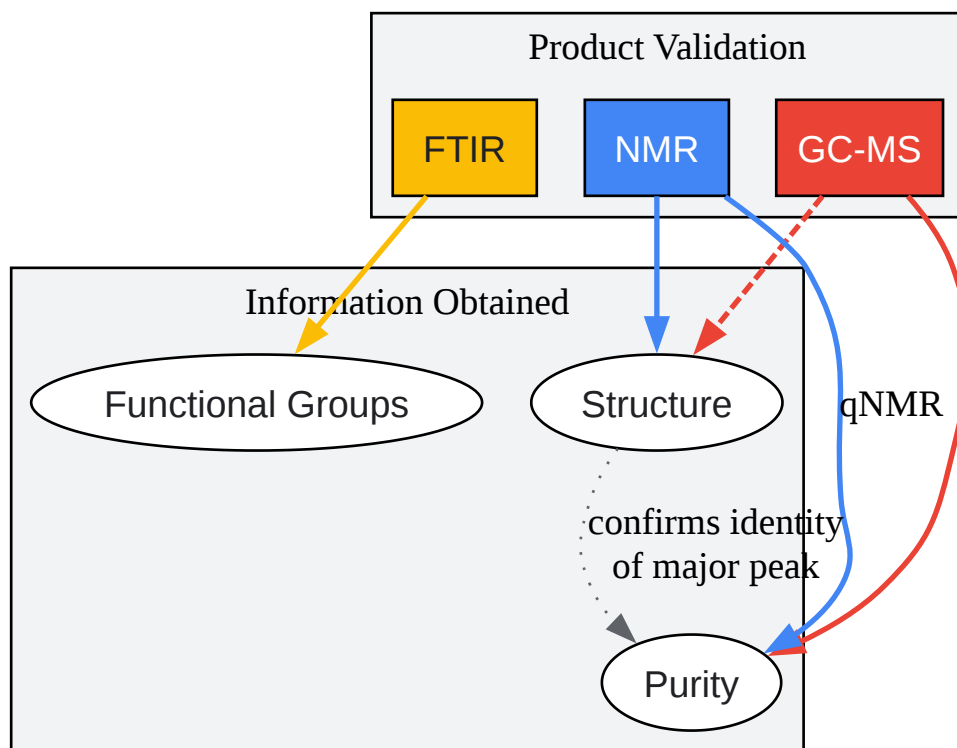 Product Validation
FTIR
NMR
GC-MS
Information Obtained
Functional Groups
Structure
qNMR
confirms identity
of major peak
Purity